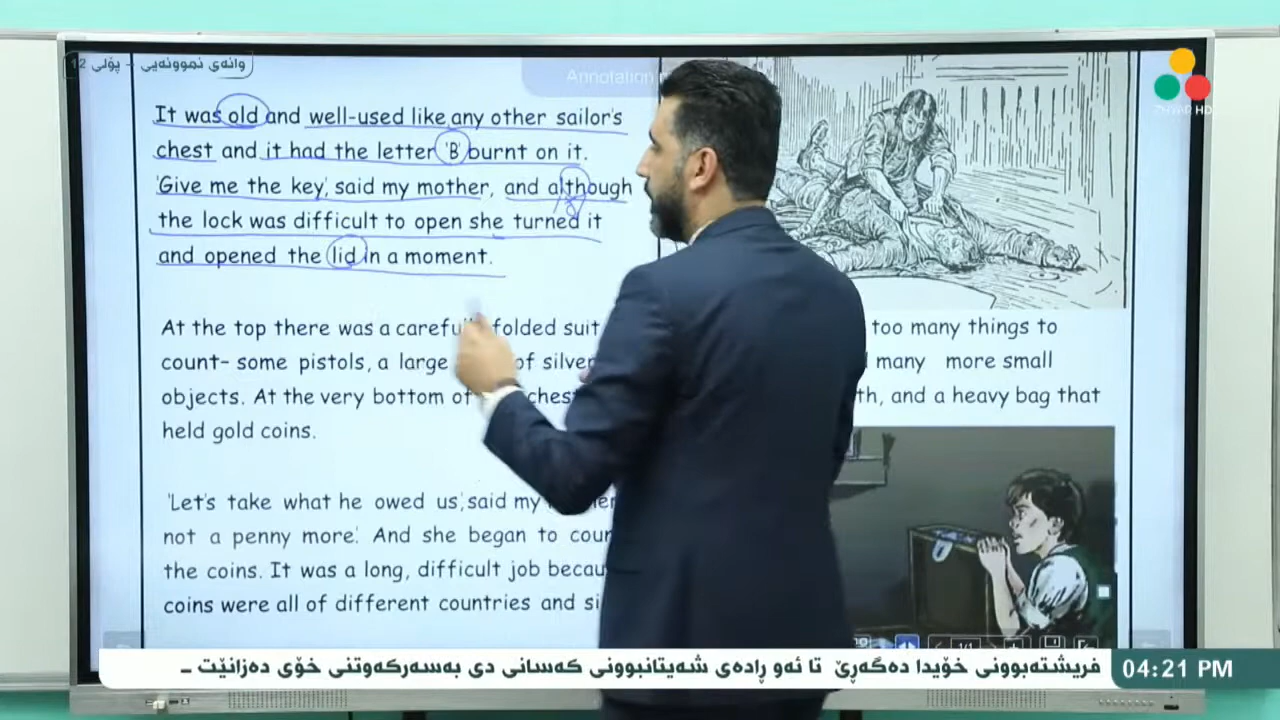 وانەی نموونەیی - پۆلی 12
Annotation
HD
It was old and well-used like any other sailor's
chest and it had the letter 'B' burnt on it.
'Give me the key', said my mother, and although
the lock was difficult to open she turned it
and opened the lid in a moment.
At the top there was a folded suit too many things to
count– some pistols, a large of silver many more small
objects. At the very bottom of chest and a heavy bag that
held gold coins.
'Let's take what he owed us', said my
not a penny more'. And she began to
the coins. It was a long, difficult job
coins were all of different countries and
1/1
فریشتەبوونی خۆیدا دەگەڕێ تا ئەو ڕادەی شەیتانبوونی کەسانی دی بەسەرکەوتنی خۆی دەزانێت ـ
04:21 PM